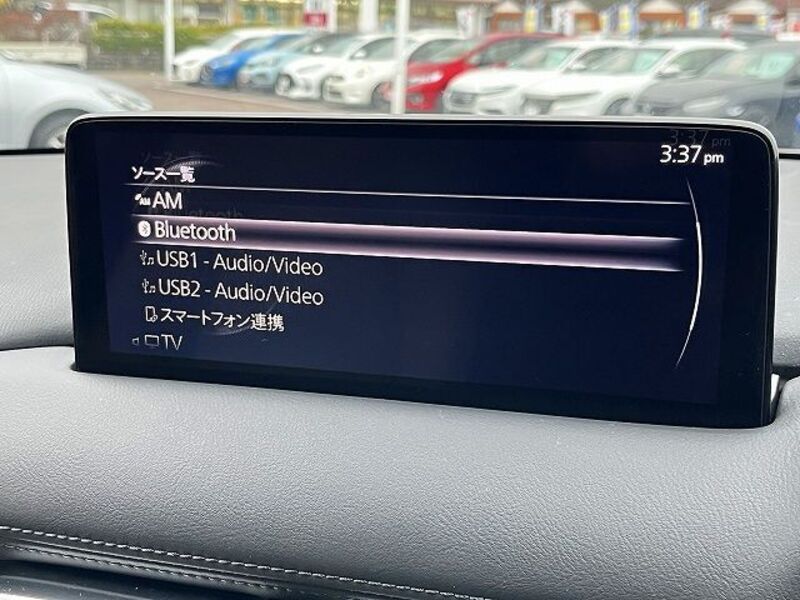 3:37 pm
ソース一覧
AM
Bluetooth
USB1 - Audio/Video
USB2 - Audio/Video
スマートフォン連携
TV